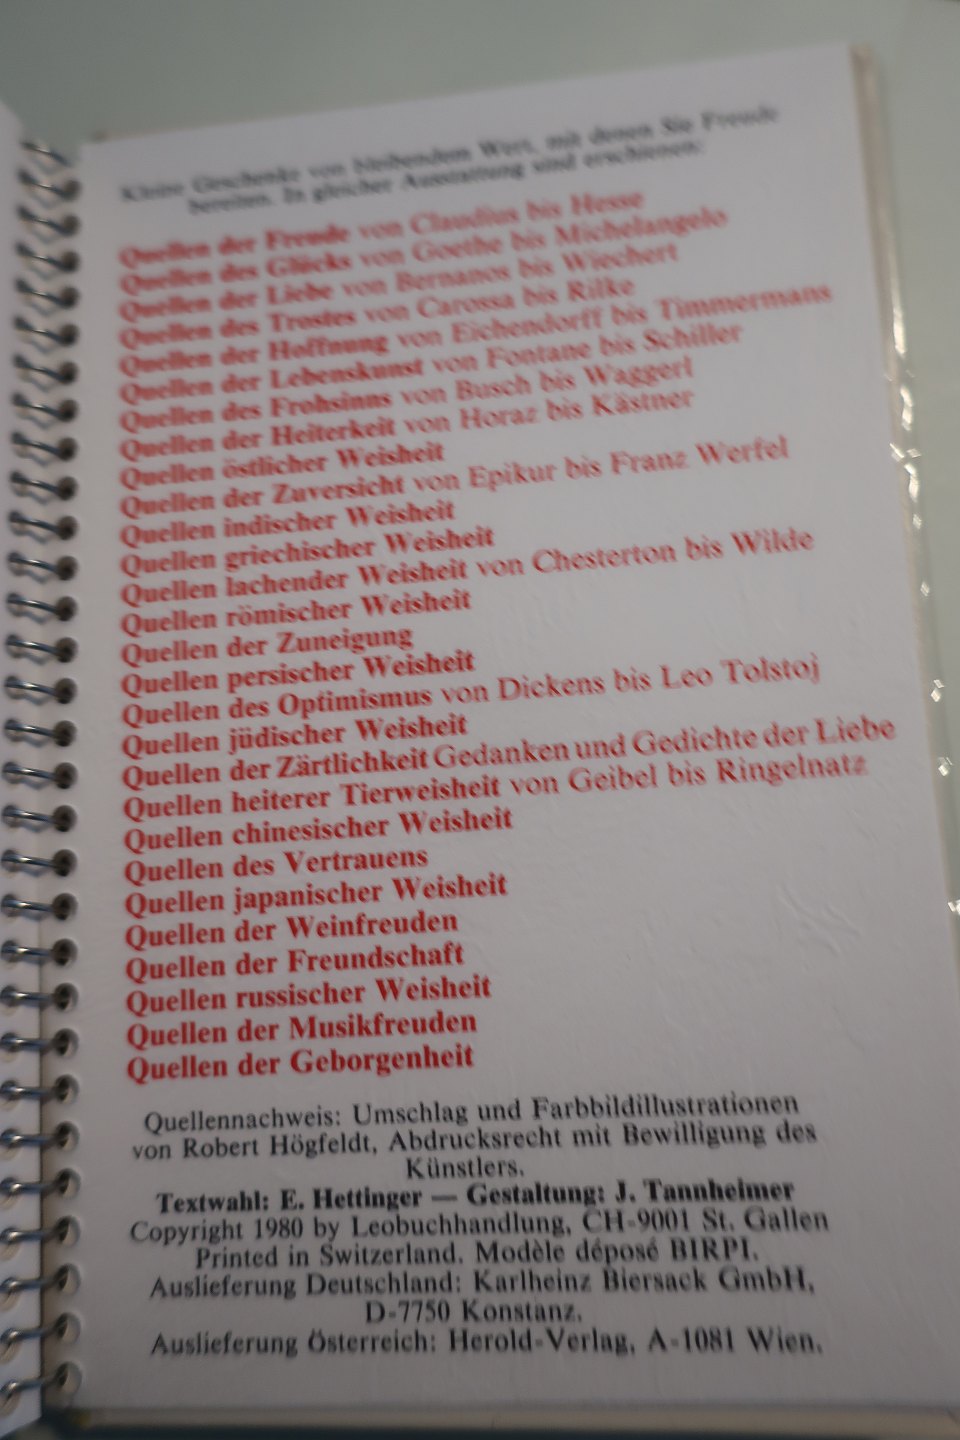 Kleine Geschenke von bleibendem Wert, mit denen Sie Freude
bereiten. In gleicher Ausstattung sind erschienen:
Quellen der Freude von Claudius bis Hesse
Quellen des Glücks von Goethe bis Michelangelo
Quellen der Liebe von Bernanos bis Wiechert
Quellen des Trostes von Carossa bis Rilke
Quellen der Hoffnung von Eichendorff bis Timmermans
Quellen der Lebenskunst von Fontane bis Schiller
Quellen des Frohsinns von Busch bis Waggerl
Quellen der Heiterkeit von Horaz bis Kästner
Quellen östlicher Weisheit
Quellen der Zuversicht von Epikur bis Franz Werfel
Quellen indischer Weisheit
Quellen griechischer Weisheit
Quellen lachender Weisheit von Chesterton bis Wilde
Quellen römischer Weisheit
Quellen der Zuneigung
Quellen persischer Weisheit
Quellen des Optimismus von Dickens bis Leo Tolstoj
Quellen jüdischer Weisheit
Quellen der Zärtlichkeit Gedanken und Gedichte der Liebe
Quellen heiterer Tierweisheit von Geibel bis Ringelnatz
Quellen chinesischer Weisheit
Quellen des Vertrauens
Quellen japanischer Weisheit
Quellen der Weinfreuden
Quellen der Freundschaft
Quellen russischer Weisheit
Quellen der Musikfreuden
Quellen der Geborgenheit
Quellennachweis: Umschlag und Farbbildillustrationen
von Robert Högfeldt, Abdrucksrecht mit Bewilligung des
Künstlers.
Textwahl: E. Hettinger — Gestaltung: J. Tannheimer
Copyright 1980 by Leobuchhandlung, CH-9001 St. Gallen
Printed in Switzerland. Modèle déposé BIRPI.
Auslieferung Deutschland: Karlheinz Biersack GmbH,
D-7750 Konstanz.
Auslieferung Österreich: Herold-Verlag, A-1081 Wien.